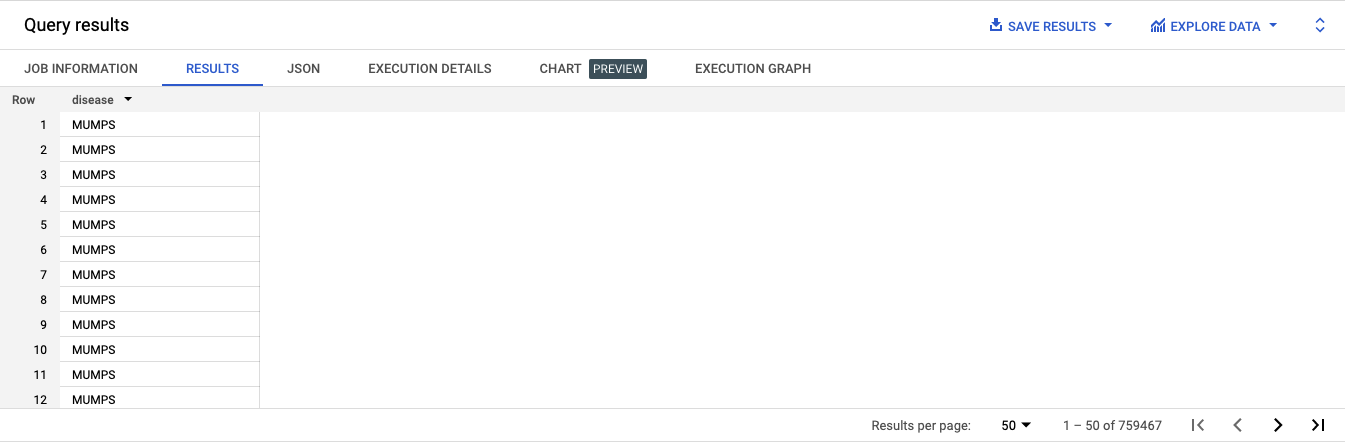 Query results SAVE RESULTS EXPLORE DATA
JOB INFORMATION RESULTS JSON EXECUTION DETAILS CHART PREVIEW EXECUTION GRAPH
Row disease
1 MUMPS
2 MUMPS
3 MUMPS
4 MUMPS
5 MUMPS
6 MUMPS
7 MUMPS
8 MUMPS
9 MUMPS
10 MUMPS
11 MUMPS
12 MUMPS
Results per page: 50 1 – 50 of 759467